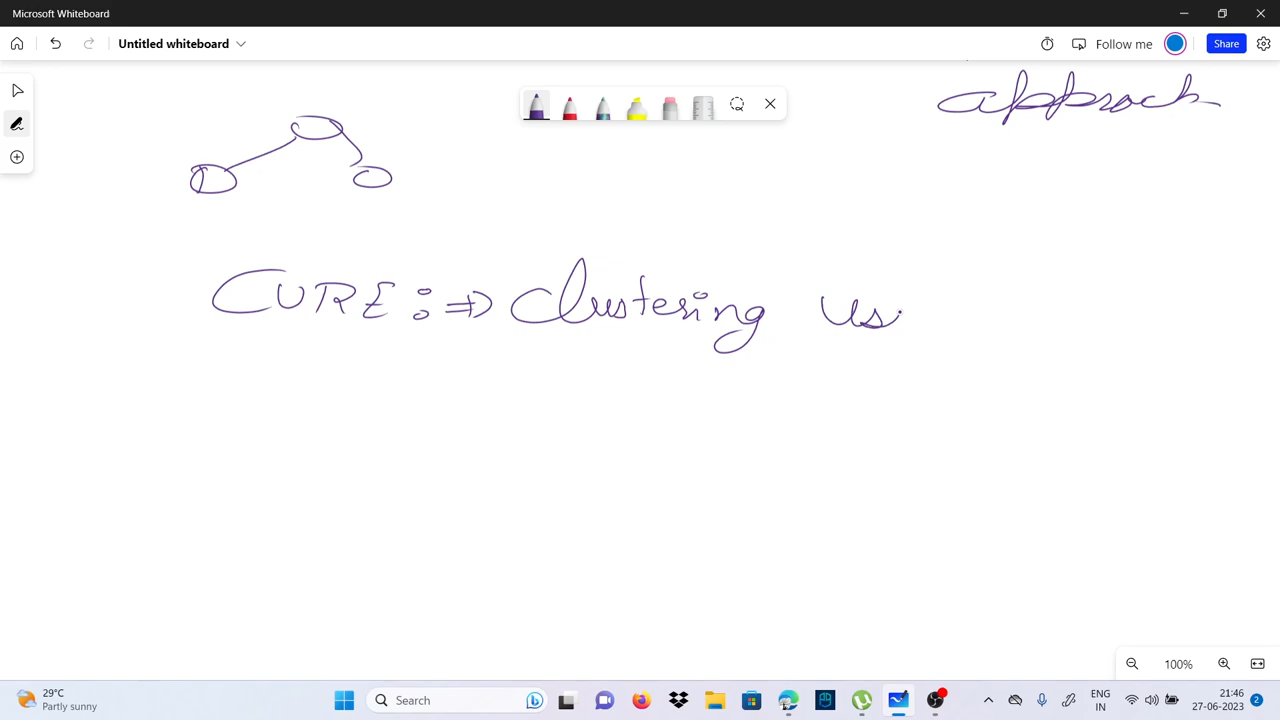 Microsoft Whiteboard
Untitled whiteboard
Follow me
Share
approach
CURE :⇒ Clustering Us
100%
29°C
Partly sunny
Search
ENG
IN
21:46
27-06-2023
2